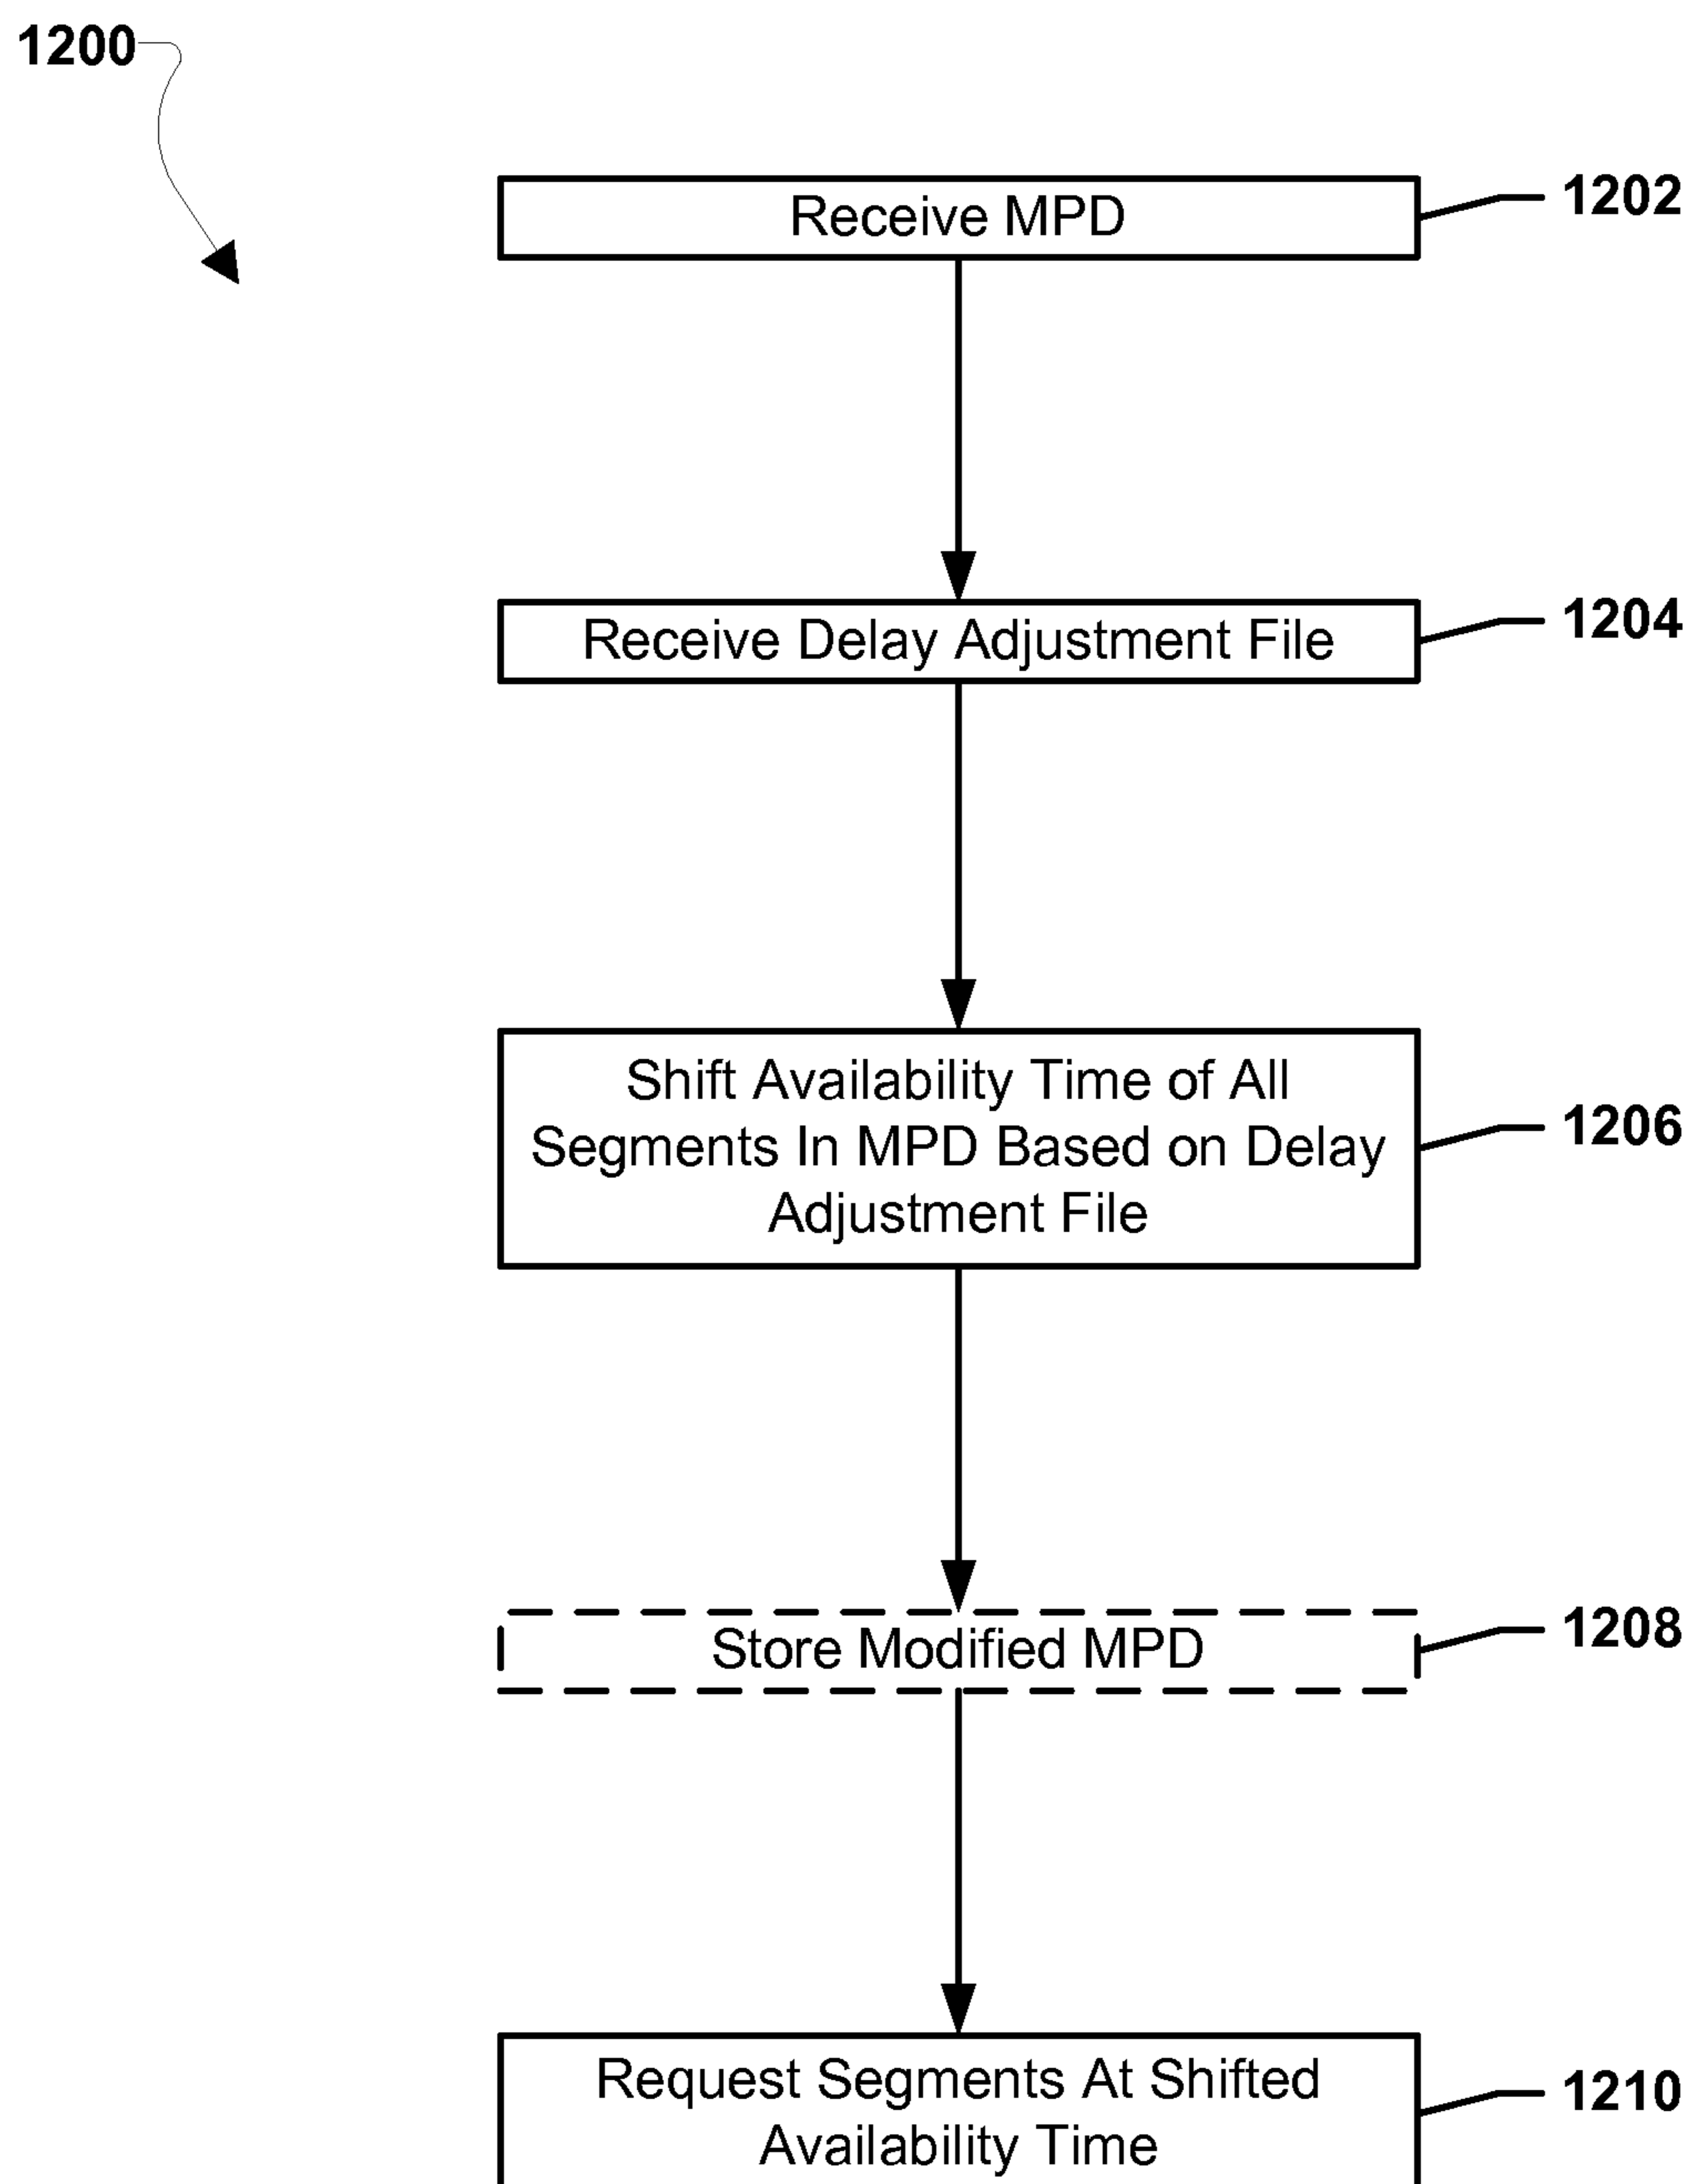 1200
Receive MPD
1202
Receive Delay Adjustment File
1204
Shift Availability Time of All
Segments In MPD Based on Delay
Adjustment File
1206
Store Modified MPD
1208
Request Segments At Shifted
Availability Time
1210